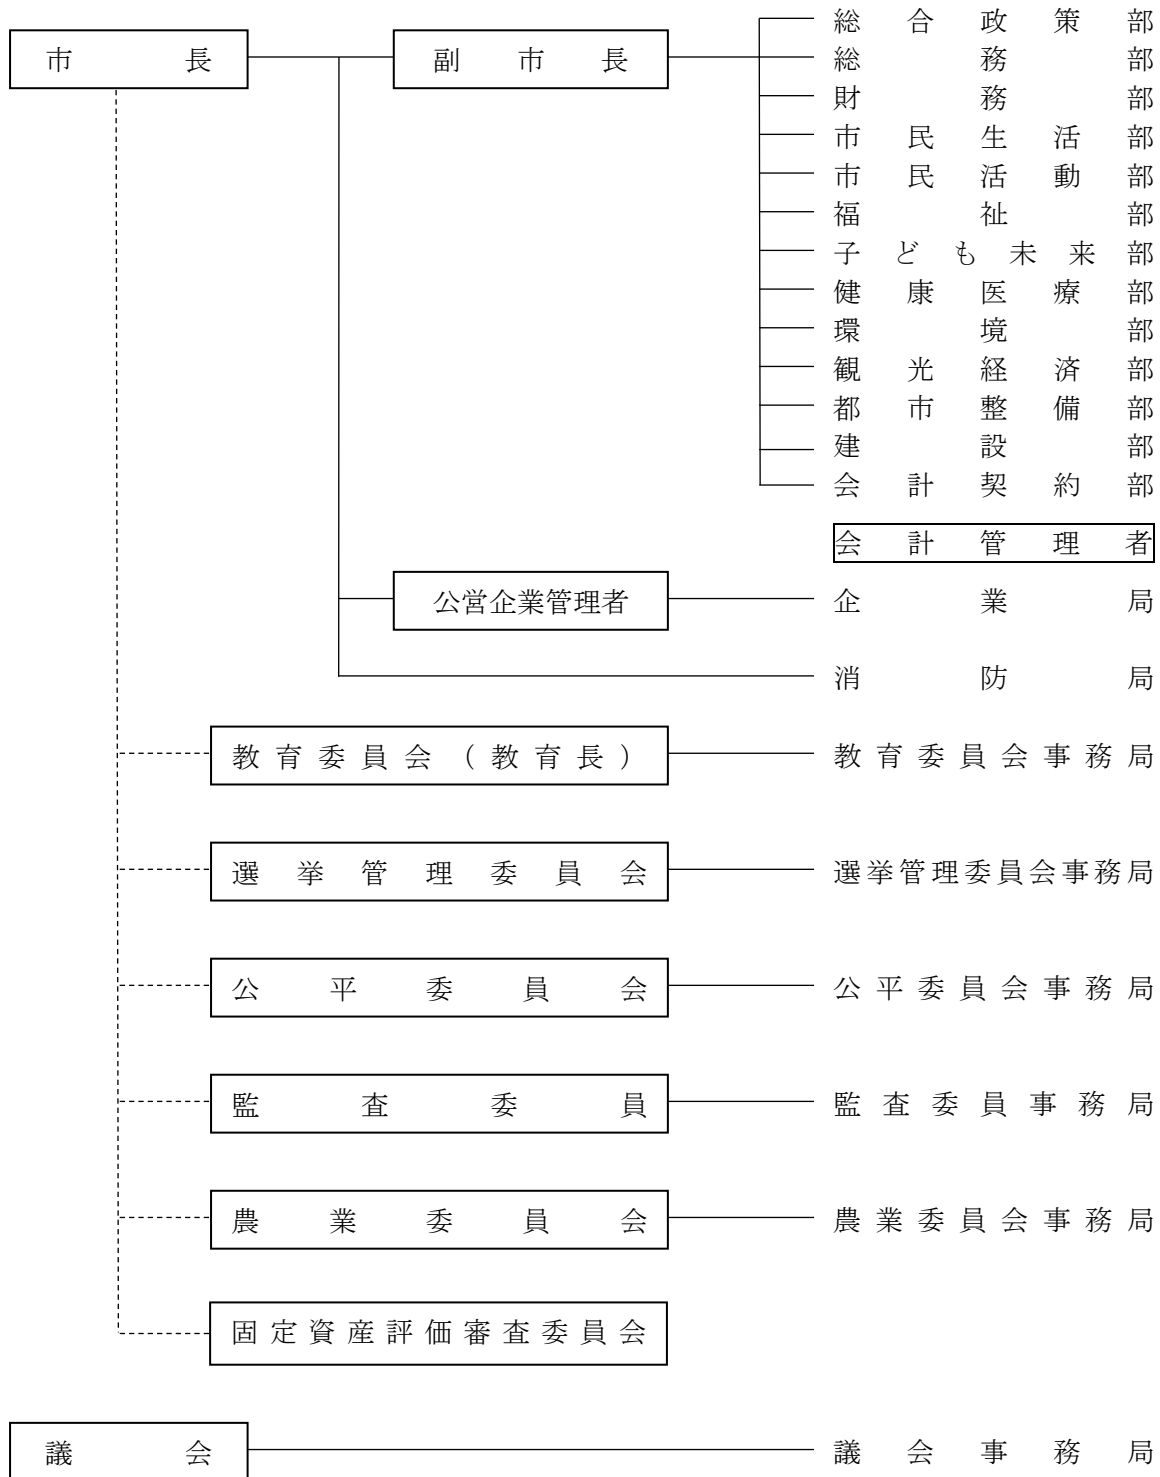 総合政策部
市長 副市長 総務部
財務部
市民生活部
市民活動部
福祉部
子ども未来部
健康医療部
環境部
観光経済部
都市整備部
建設部
会計契約部
会計管理者
公営企業管理者 企業局
消防局
教育委員会(教育長) 教育委員会事務局
選挙管理委員会 選挙管理委員会事務局
公平委員会 公平委員会事務局
監査委員 監査委員事務局
農業委員会 農業委員会事務局
固定資産評価審査委員会
議会 議会事務局